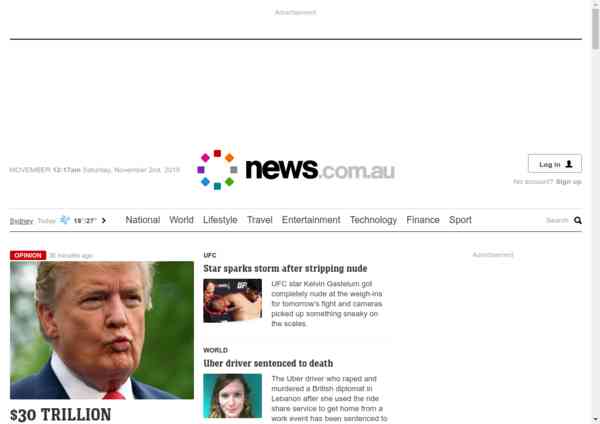 Advertisement
MOVEMBER 12:17am Saturday, November 2nd, 2019
news.com.au
Log in
No account? Sign up
Sydney Today 18°/27°
National World Lifestyle Travel Entertainment Technology Finance Sport
Search
OPINION 30 minutes ago
$30 TRILLION
UFC
Star sparks storm after stripping nude
UFC star Kelvin Gastelum got
completely nude at the weigh-ins
for tomorrow's fight and cameras
picked up something sneaky on
the scales.
WORLD
Uber driver sentenced to death
The Uber driver who raped and
murdered a British diplomat in
Lebanon after she used the ride
share service to get home from a
work event has been sentenced to
Advertisement